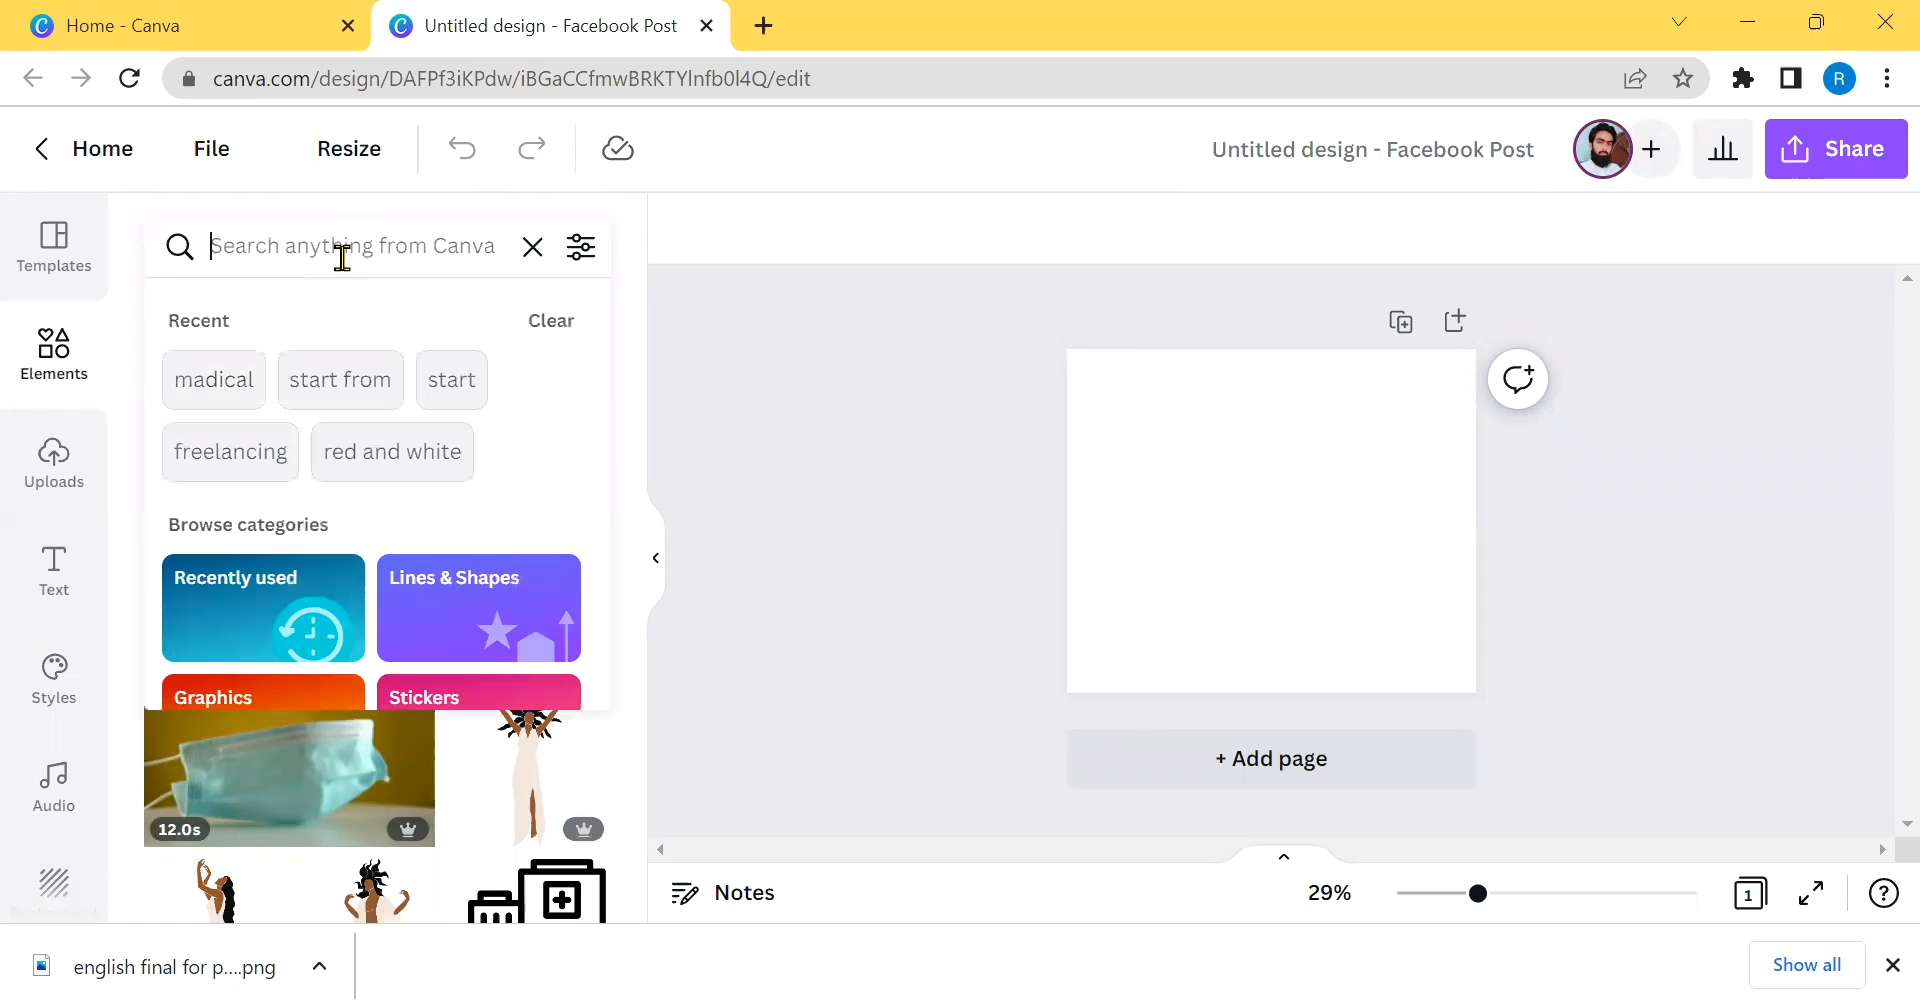 Home - Canva
Untitled design - Facebook Post
canva.com/design/DAFPf3iKPdw/iBGaCCfmwBRKTYlnfb0l4Q/edit
R
Home
File
Resize
Untitled design - Facebook Post
Share
Templates
Elements
Uploads
Text
Styles
Audio
Search anything from Canva
Recent
Clear
madical
start from
start
freelancing
red and white
Browse categories
Recently used
Lines & Shapes
Graphics
Stickers
12.0s
+ Add page
Notes
29%
1
english final for p....png
Show all